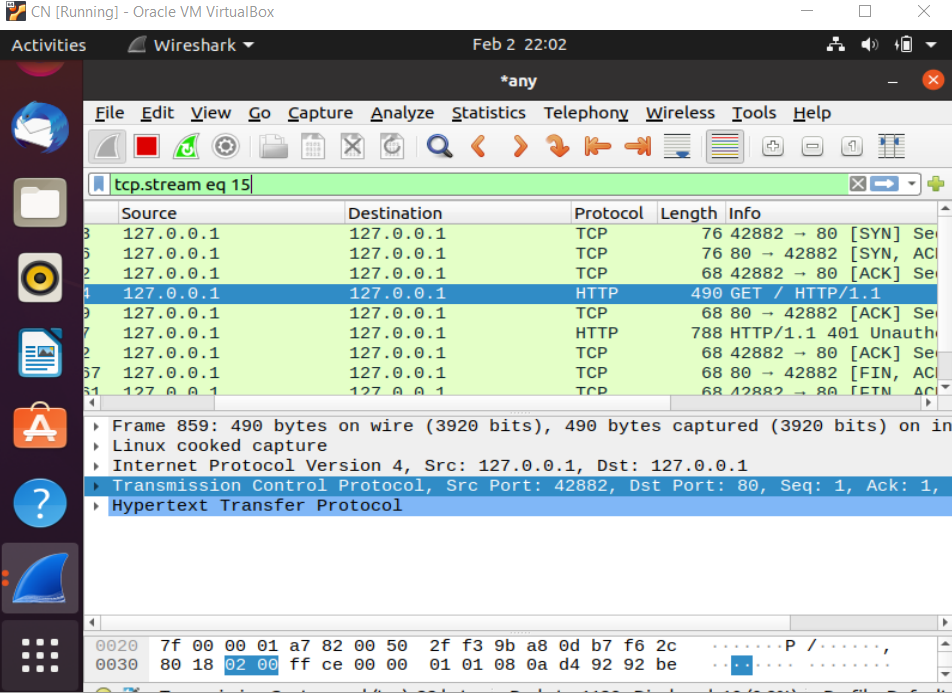 CN [Running] - Oracle VM VirtualBox
Activities Wireshark Feb 2 22:02
*any
File Edit View Go Capture Analyze Statistics Telephony Wireless Tools Help
tcp.stream eq 15
Source Destination Protocol Length Info
3 127.0.0.1 127.0.0.1 TCP 76 42882 → 80 [SYN] Se
6 127.0.0.1 127.0.0.1 TCP 76 80 → 42882 [SYN, AC
2 127.0.0.1 127.0.0.1 TCP 68 42882 → 80 [ACK] Se
4 127.0.0.1 127.0.0.1 HTTP 490 GET / HTTP/1.1
9 127.0.0.1 127.0.0.1 TCP 68 80 → 42882 [ACK] Se
7 127.0.0.1 127.0.0.1 HTTP 788 HTTP/1.1 401 Unauth
2 127.0.0.1 127.0.0.1 TCP 68 42882 → 80 [ACK] Se
67 127.0.0.1 127.0.0.1 TCP 68 80 → 42882 [FIN, AC
61 127.0.0.1 127.0.0.1 TCP 68 42882 → 80 [FIN, AC
Frame 859: 490 bytes on wire (3920 bits), 490 bytes captured (3920 bits) on in
Linux cooked capture
Internet Protocol Version 4, Src: 127.0.0.1, Dst: 127.0.0.1
Transmission Control Protocol, Src Port: 42882, Dst Port: 80, Seq: 1, Ack: 1,
Hypertext Transfer Protocol
0020 7f 00 00 01 a7 82 00 50 2f f3 9b a8 0d b7 f6 2c ·······P /······,
0030 80 18 02 00 ff ce 00 00 01 01 08 0a d4 92 92 be ········ ········